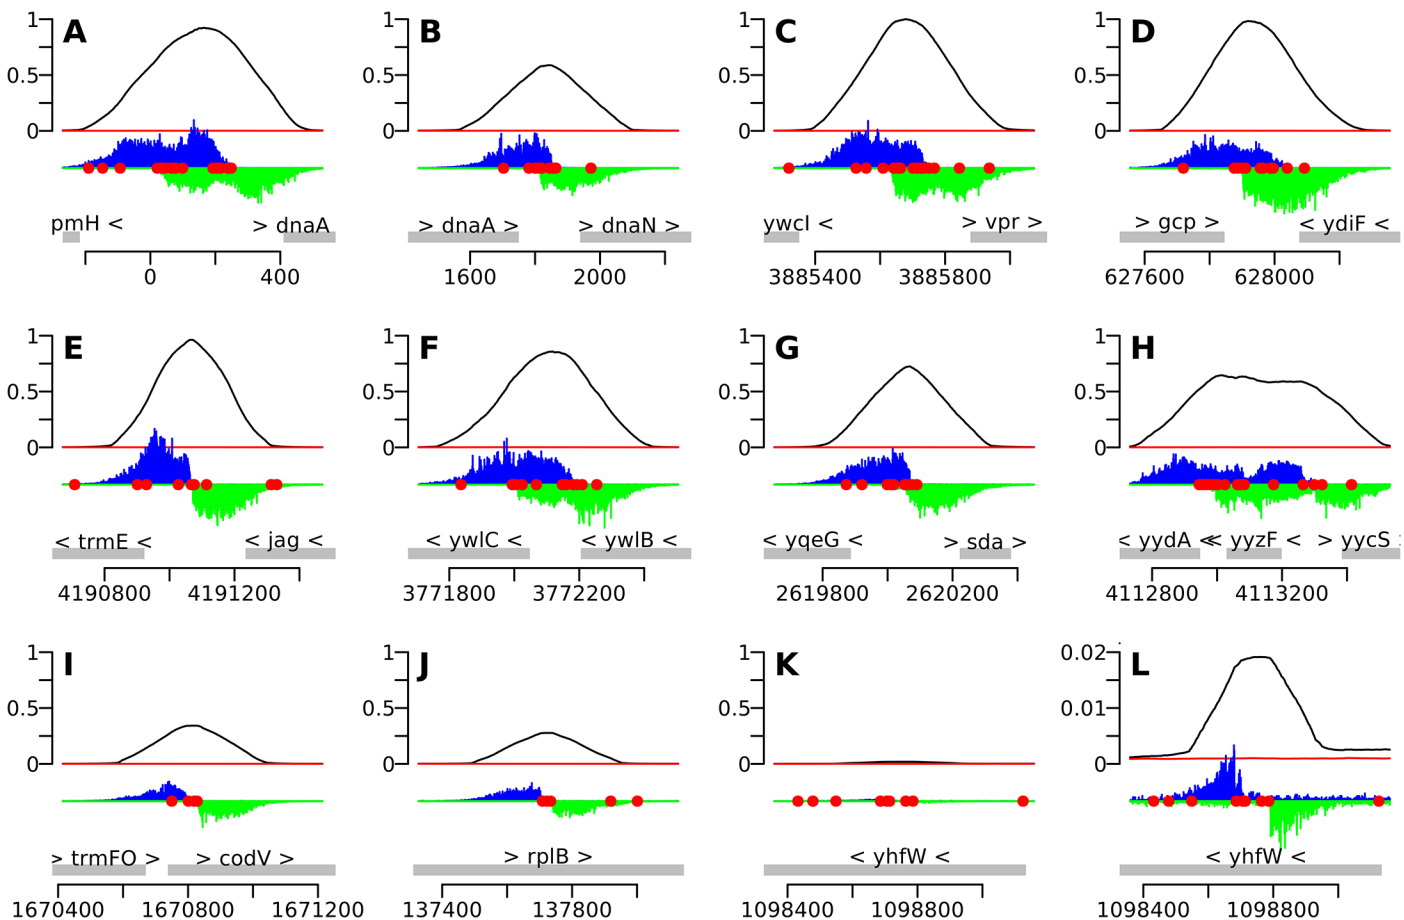 A B C D
1 1 1 1
0.5 0.5 0.5 0.5
0 0 0 0
pmH < > dnaA > dnaA > > dnaN > ywcI < > vpr > > gcp > < ydiF <
0 400 1600 2000 3885400 3885800 627600 628000
E F G H
1 1 1 1
0.5 0.5 0.5 0.5
0 0 0 0
< trmE < < jag < < ywlC < < ywlB < < yqeG < > sda > < yydA < < yyzF < > yycS >
4190800 4191200 3771800 3772200 2619800 2620200 4112800 4113200
I J K L
1 1 1 0.02
0.5 0.5 0.5 0.01
0 0 0 0
> trmFO > > codV > > rplB > < yhfW < < yhfW <
1670400 1670800 1671200 137400 137800 1098400 1098800 1098400 1098800